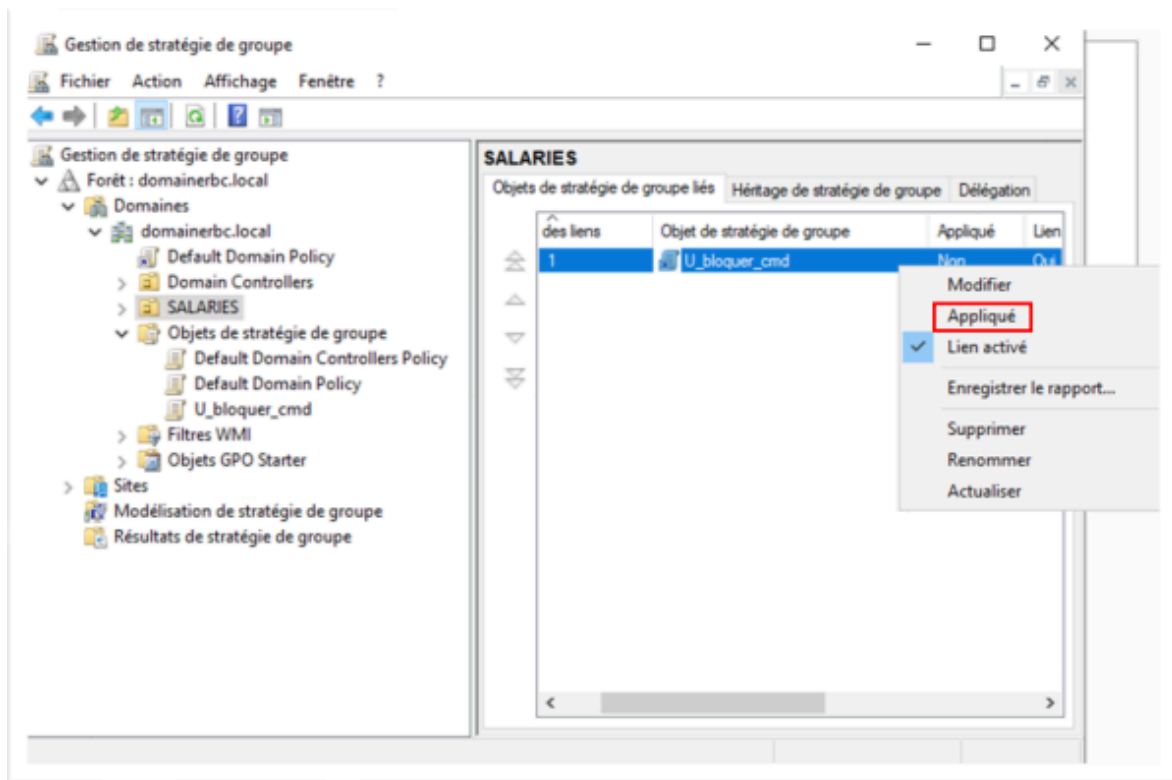 Gestion de stratégie de groupe
Fichier Action Affichage Fenêtre ?
Gestion de stratégie de groupe
Forêt : domainerbc.local
Domaines
domainerbc.local
Default Domain Policy
Domain Controllers
SALARIES
Objets de stratégie de groupe
Default Domain Controllers Policy
Default Domain Policy
U_bloquer_cmd
Filtres WMI
Objets GPO Starter
Sites
Modélisation de stratégie de groupe
Résultats de stratégie de groupe
SALARIES
Objets de stratégie de groupe liés Héritage de stratégie de groupe Délégation
des liens Objet de stratégie de groupe Appliqué Lien
1 U_bloquer_cmd Non Oui
Modifier
Appliqué
Lien activé
Enregistrer le rapport...
Supprimer
Renommer
Actualiser